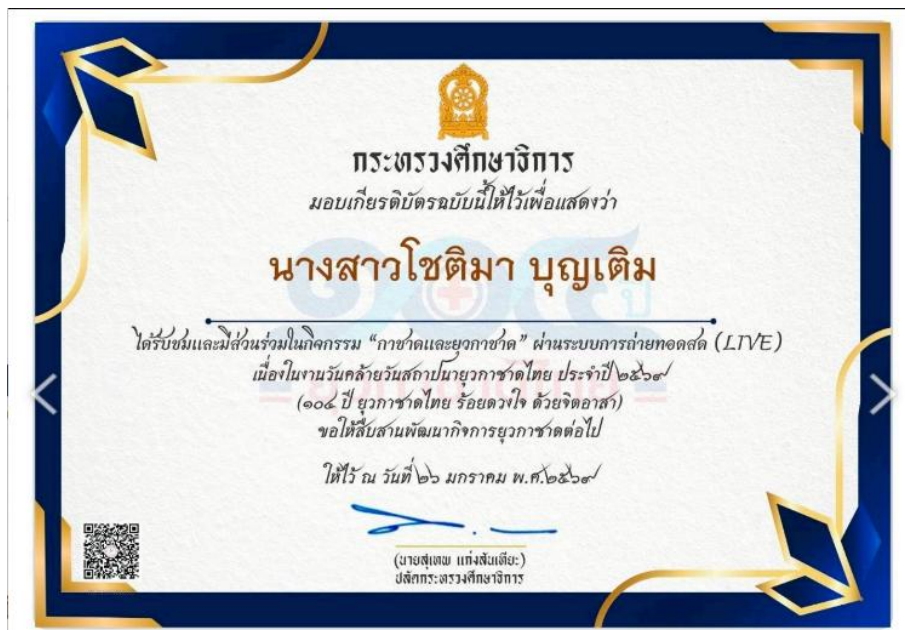 กระทรวงศึกษาธิการ
มอบเกียรติบัตรฉบับนี้ให้ไว้เพื่อแสดงว่า
นางสาวโชติมา บุญเติม
ได้รับชมและมีส่วนร่วมในกิจกรรม “กาชาดและยุวกาชาด” ผ่านระบบการถ่ายทอดสด (LIVE)
เนื่องในงานวันคล้ายวันสถาปนายุวกาชาดไทย ประจำปี ๒๕๖๙
(๑๐๔ ปี ยุวกาชาดไทย ร้อยดวงใจ ด้วยจิตอาสา)
ขอให้สืบสานพัฒนากิจการยุวกาชาดต่อไป
ให้ไว้ ณ วันที่ ๒๖ มกราคม พ.ศ.๒๕๖๙
(นายสุเทพ แก่งสันเทียะ)
ปลัดกระทรวงศึกษาธิการ